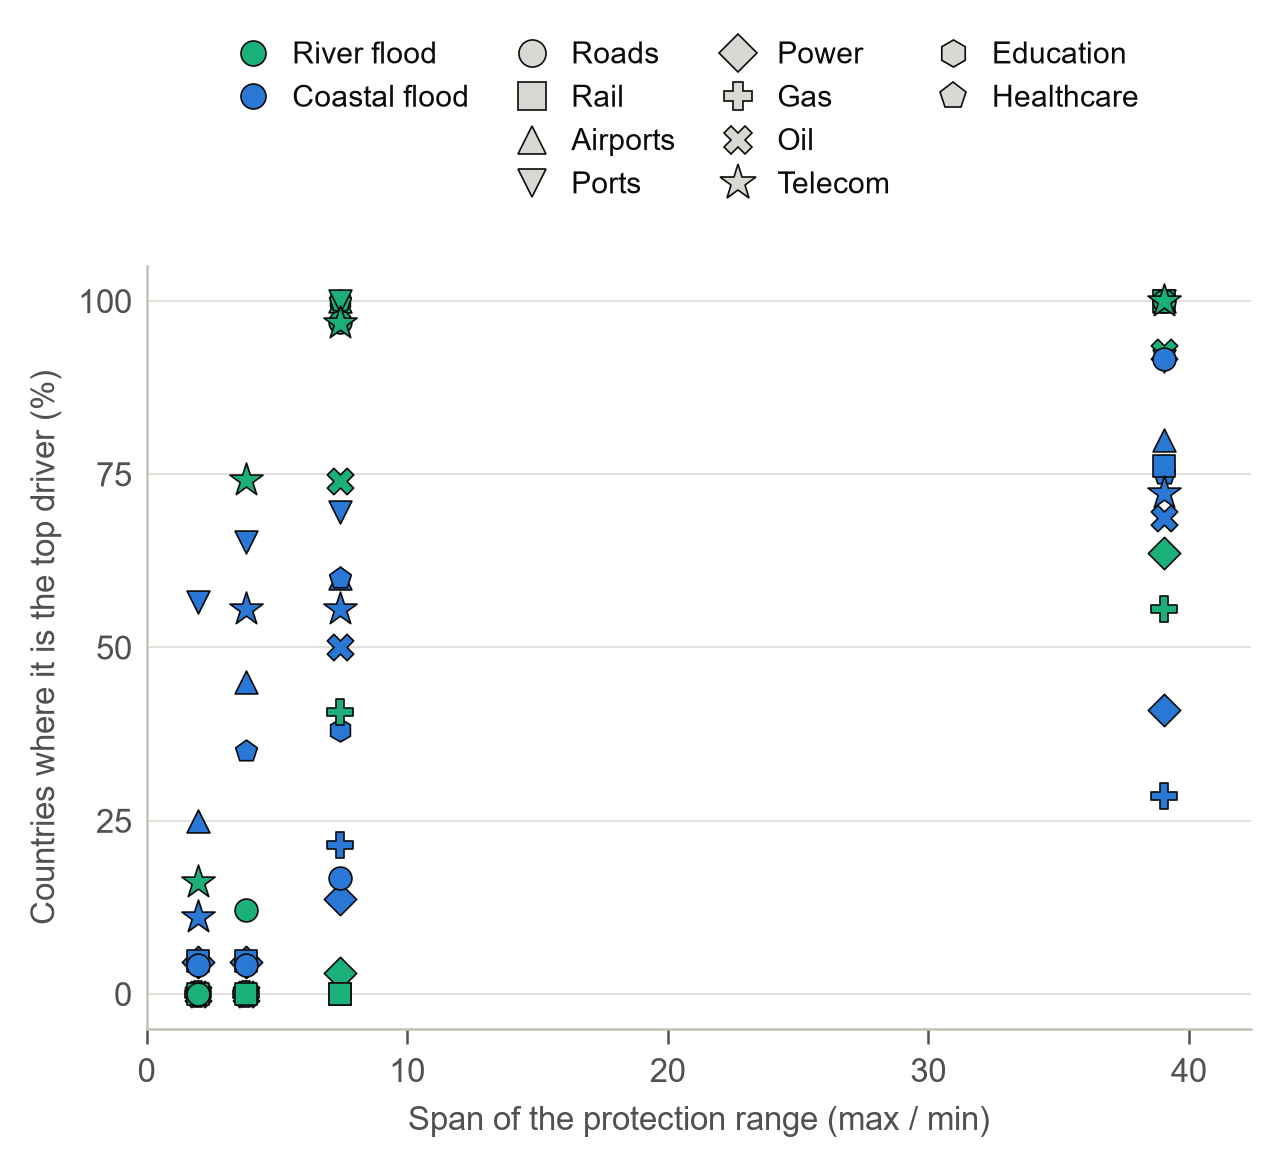 River flood
Coastal flood
Roads
Rail
Airports
Ports
Power
Gas
Oil
Telecom
Education
Healthcare
Countries where it is the top driver (%)
100
75
50
25
0
0 10 20 30 40
Span of the protection range (max / min)